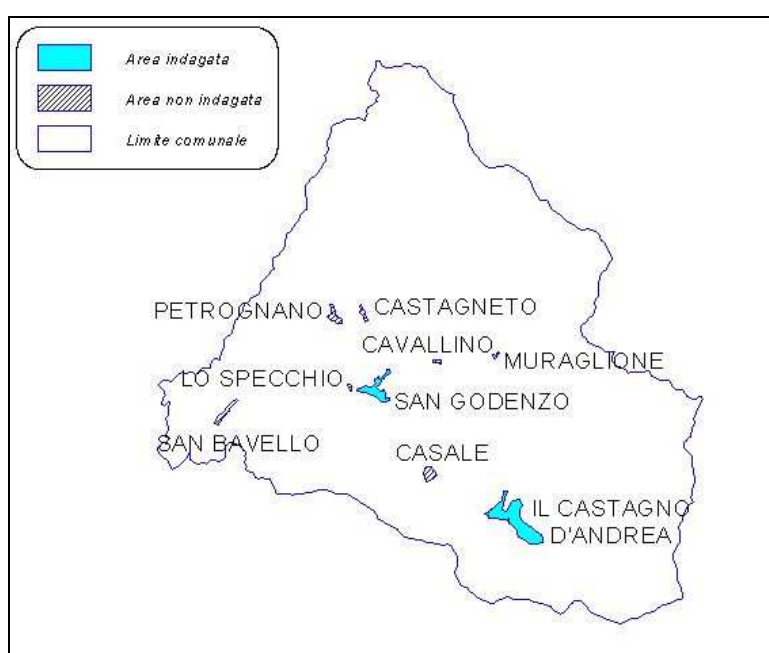 Area indagata
Area non indagata
Limite comunale
PETROGNANO
CASTAGNETO
CAVALLINO
MURAGLIONE
LO SPECCHIO
SAN GODENZO
SAN BAVELLO
CASALE
IL CASTAGNO
D'ANDREA